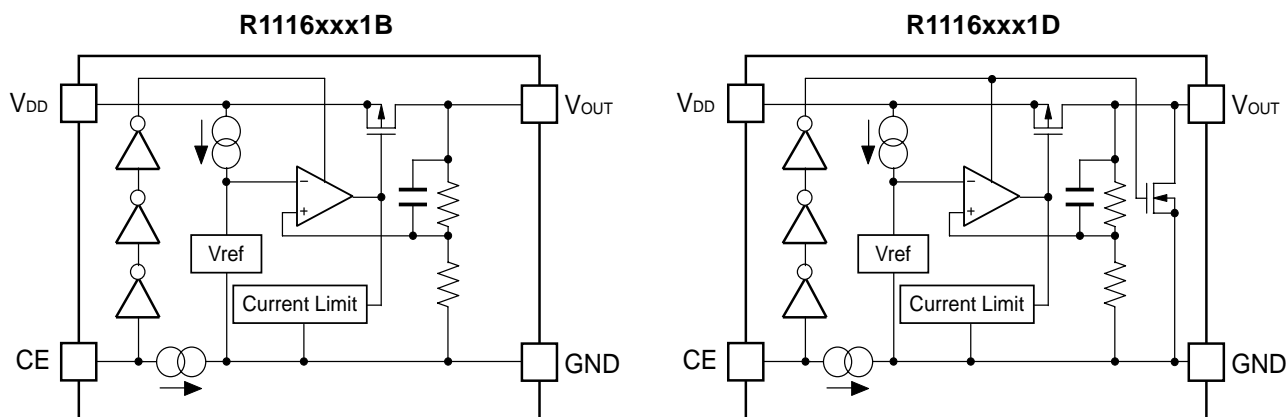 R1116xxx1B
VDD
VOUT
−
+
Vref
Current Limit
CE
GND
R1116xxx1D
VDD
VOUT
−
+
Vref
Current Limit
CE
GND